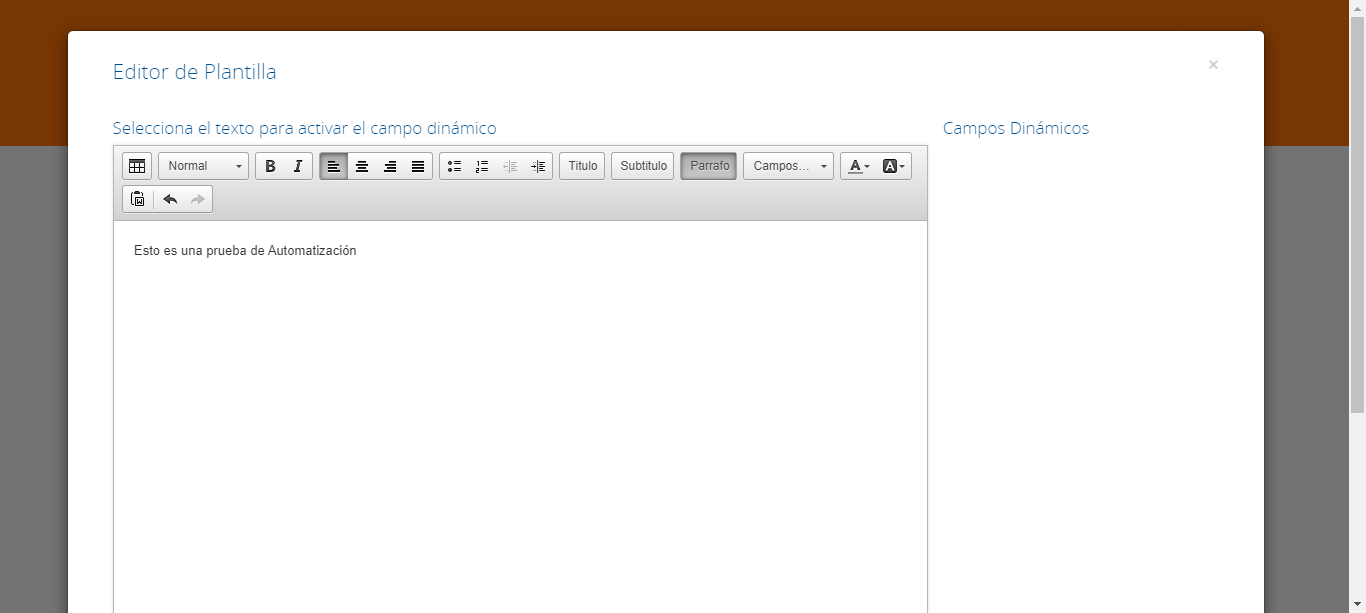 Editor de Plantilla
×
Selecciona el texto para activar el campo dinámico
Campos Dinámicos
Normal B I Titulo Subtitulo Parrafo Campos... A A
Esto es una prueba de Automatización